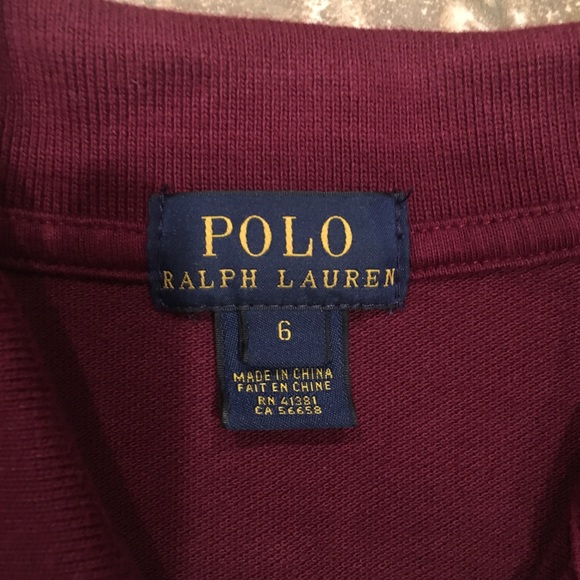 POLO
RALPH LAUREN
6
MADE IN CHINA
FAIT EN CHINE
RN 41381
CA 56658